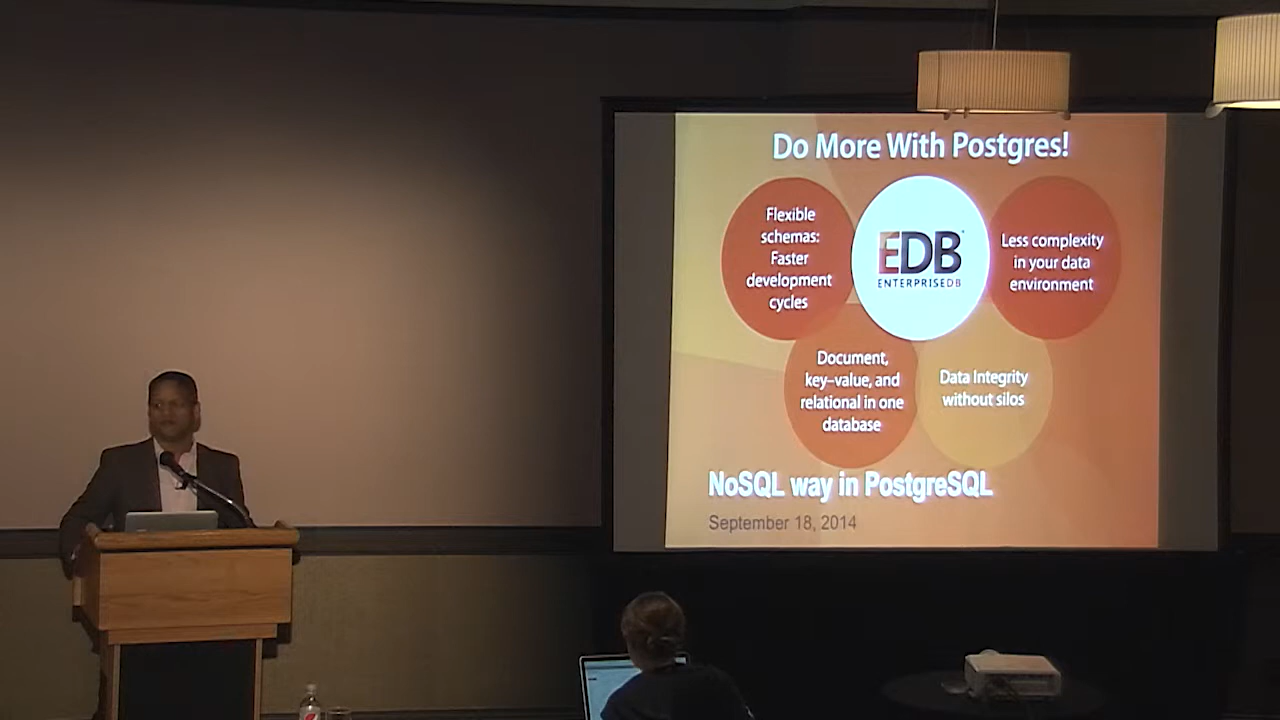 Do More With Postgres!
Flexible
schemas:
Faster
development
cycles
EDB
ENTERPRISEDB
Less complexity
in your data
environment
Document,
key-value, and
relational in one
database
Data Integrity
without silos
NoSQL way in PostgreSQL
September 18, 2014